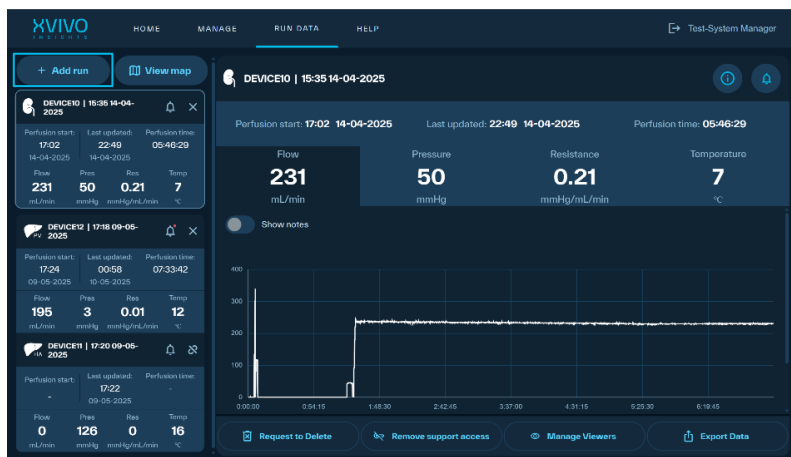 XVIVO
INSIGHTS
HOME
MANAGE
RUN DATA
HELP
Test-System Manager
+ Add run
View map
DEVICE10 | 15:35 14-04-
2025
Perfusion start: Last updated: Perfusion time:
17:02 22:49 05:46:29
14-04-2025 14-04-2025
Flow Pres Res Temp
231 50 0.21 7
mL/min mmHg mmHg/mL/min °C
DEVICE12 | 17:18 09-05-
PV 2025
Perfusion start: Last updated: Perfusion time:
17:24 00:58 07:33:42
09-05-2025 10-05-2025
Flow Pres Res Temp
195 3 0.01 12
mL/min mmHg mmHg/mL/min °C
DEVICE11 | 17:20 09-05-
HA 2025
Perfusion start: Last updated: Perfusion time:
- 17:22 -
09-05-2025
Flow Pres Res Temp
0 126 0 16
mL/min mmHg mmHg/mL/min °C
DEVICE10 | 15:35 14-04-2025
Perfusion start: 17:02 14-04-2025 Last updated: 22:49 14-04-2025 Perfusion time: 05:46:29
Flow Pressure Resistance Temperature
231 50 0.21 7
mL/min mmHg mmHg/mL/min °C
Show notes
400
300
200
100
0
0:00:00 0:54:15 1:48:30 2:42:45 3:37:00 4:31:15 5:25:30 6:19:45
Request to Delete
Remove support access
Manage Viewers
Export Data